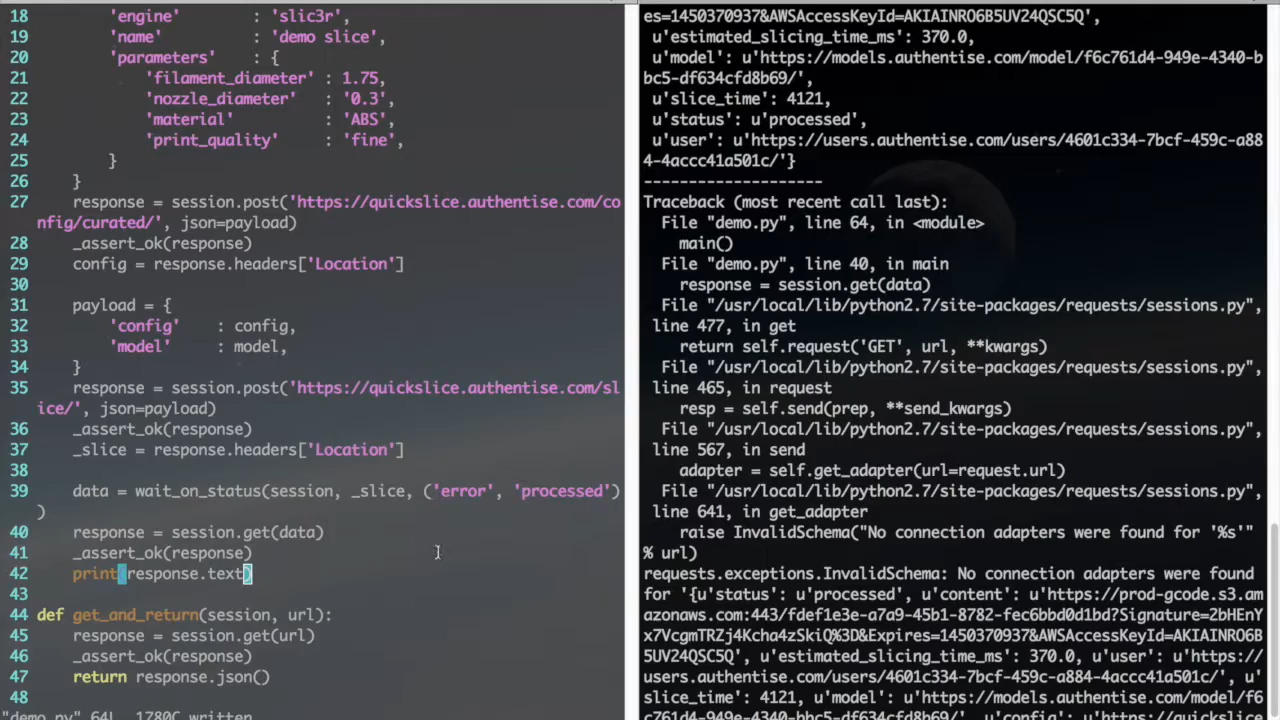 18         'engine'         : 'slic3r',
19         'name'           : 'demo slice',
20         'parameters'     : {
21             'filament_diameter' : 1.75,
22             'nozzle_diameter'   : '0.3',
23             'material'          : 'ABS',
24             'print_quality'     : 'fine',
25         }
26     }
27     response = session.post('https://quickslice.authentise.com/co
nfig/curated/', json=payload)
28     _assert_ok(response)
29     config = response.headers['Location']
30
31     payload = {
32         'config'     : config,
33         'model'      : model,
34     }
35     response = session.post('https://quickslice.authentise.com/sl
ice/', json=payload)
36     _assert_ok(response)
37     _slice = response.headers['Location']
38
39     data = wait_on_status(session, _slice, ('error', 'processed')
)
40     response = session.get(data)
41     _assert_ok(response)
42     print(response.text)
43
44 def get_and_return(session, url):
45     response = session.get(url)
46     _assert_ok(response)
47     return response.json()
48
"demo.py" 64L, 1780C written
es=1450370937&AWSAccessKeyId=AKIAINRO6B5UV24QSC5Q',
 u'estimated_slicing_time_ms': 370.0,
 u'model': u'https://models.authentise.com/model/f6c761d4-949e-4340-b
bc5-df634cfd8b69/',
 u'slice_time': 4121,
 u'status': u'processed',
 u'user': u'https://users.authentise.com/users/4601c334-7bcf-459c-a88
4-4accc41a501c/'}
--------------------
Traceback (most recent call last):
  File "demo.py", line 64, in <module>
    main()
  File "demo.py", line 40, in main
    response = session.get(data)
  File "/usr/local/lib/python2.7/site-packages/requests/sessions.py",
 line 477, in get
    return self.request('GET', url, **kwargs)
  File "/usr/local/lib/python2.7/site-packages/requests/sessions.py",
 line 465, in request
    resp = self.send(prep, **send_kwargs)
  File "/usr/local/lib/python2.7/site-packages/requests/sessions.py",
 line 567, in send
    adapter = self.get_adapter(url=request.url)
  File "/usr/local/lib/python2.7/site-packages/requests/sessions.py",
 line 641, in get_adapter
    raise InvalidSchema("No connection adapters were found for '%s'"
% url)
requests.exceptions.InvalidSchema: No connection adapters were found
for '{u'status': u'processed', u'content': u'https://prod-gcode.s3.am
azonaws.com:443/fdef1e3e-a7a9-45b1-8782-fec6bbd0d1bd?Signature=2bHEnY
x7VcgmTRZj4Kcha4zSkiQ%3D&Expires=1450370937&AWSAccessKeyId=AKIAINRO6B
5UV24QSC5Q', u'estimated_slicing_time_ms': 370.0, u'user': u'https://
users.authentise.com/users/4601c334-7bcf-459c-a884-4accc41a501c/', u'
slice_time': 4121, u'model': u'https://models.authentise.com/model/f6
c761d4-949e-4340-bbc5-df634cfd8b69/', u'config': u'https://quickslice